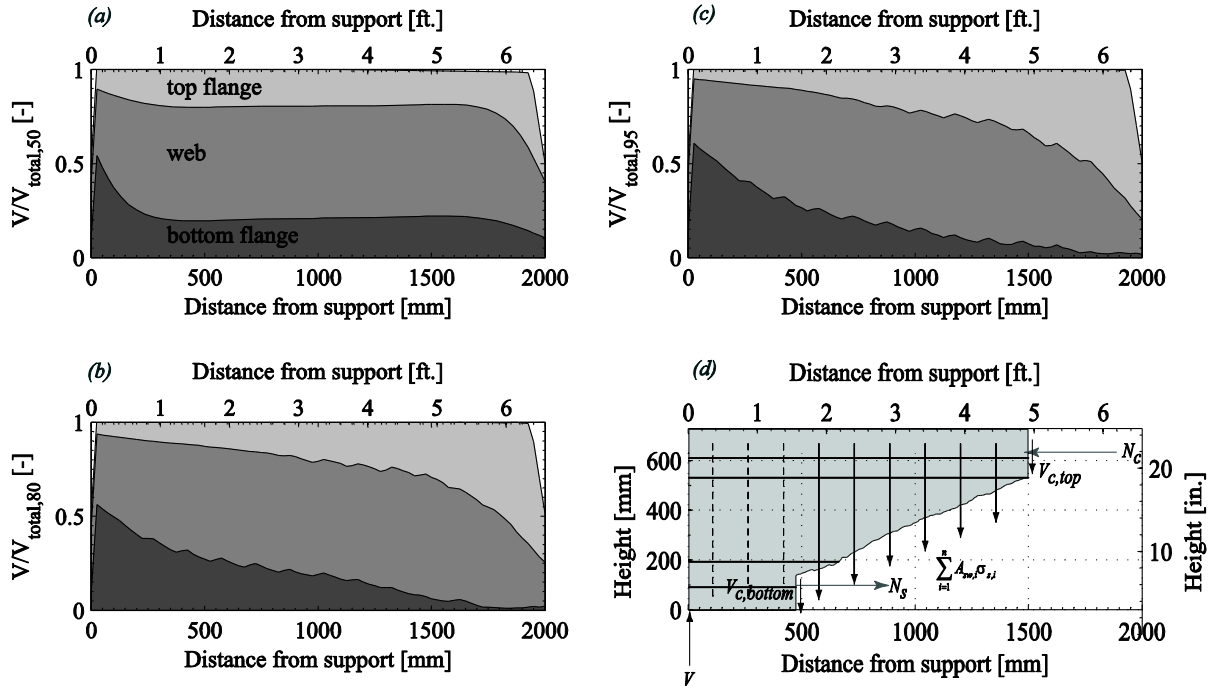 (a)
Distance from support [ft.]
0 1 2 3 4 5 6
1
0.5
0
V/V_total,50 [-]
top flange
web
bottom flange
0 500 1000 1500 2000
Distance from support [mm]
(c)
Distance from support [ft.]
0 1 2 3 4 5 6
1
0.5
0
V/V_total,95 [-]
0 500 1000 1500 2000
Distance from support [mm]
(b)
Distance from support [ft.]
0 1 2 3 4 5 6
1
0.5
0
V/V_total,80 [-]
0 500 1000 1500 2000
Distance from support [mm]
(d)
Distance from support [ft.]
0 1 2 3 4 5 6
600
400
200
0
Height [mm]
20
10
Height [in.]
N_c
V_c,top
n
∑ A_sw,i σ_s,i
i=1
V_c,bottom
N_s
500 1000 1500 2000
Distance from support [mm]
V